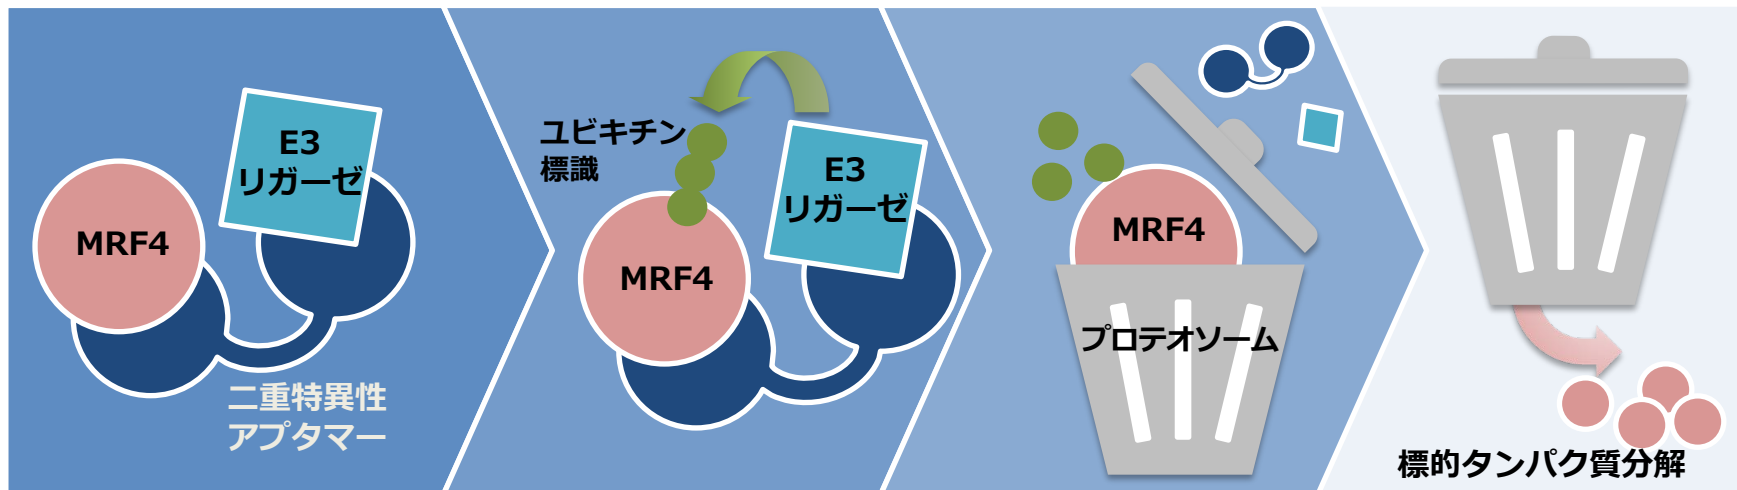 E3
リガーゼ
MRF4
二重特異性
アプタマー
ユビキチン
標識
E3
リガーゼ
MRF4
MRF4
プロテオソーム
標的タンパク質分解